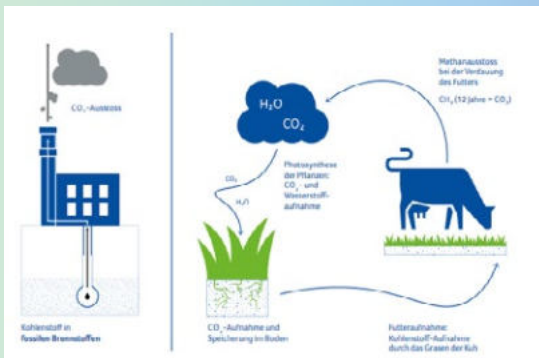 CO₂-Ausstoss
Kohlenstoff in
fossilen Brennstoffen
H₂O
CO₂
Photosynthese
der Pflanzen:
CO₂- und
Wasserstoff-
aufnahme
CO₂
H₂O
CO₂-Aufnahme und
Speicherung im Boden
Methanausstoss
bei der Verdauung
des Futters
CH₄ (12 Jahre = CO₂)
Futteraufnahme:
Kohlenstoff-Aufnahme
durch das Grasen der Kuh